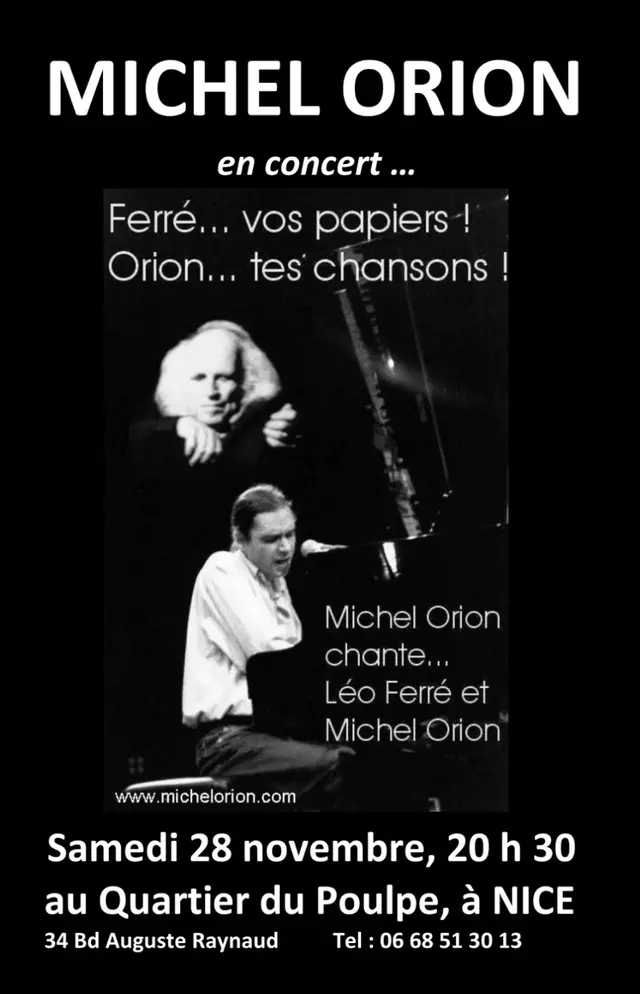 MICHEL ORION
en concert ...
Ferré... vos papiers !
Orion... tes chansons !
Michel Orion
chante...
Léo Ferré et
Michel Orion
www.michelorion.com
Samedi 28 novembre, 20 h 30
au Quartier du Poulpe, à NICE
34 Bd Auguste Raynaud Tel : 06 68 51 30 13